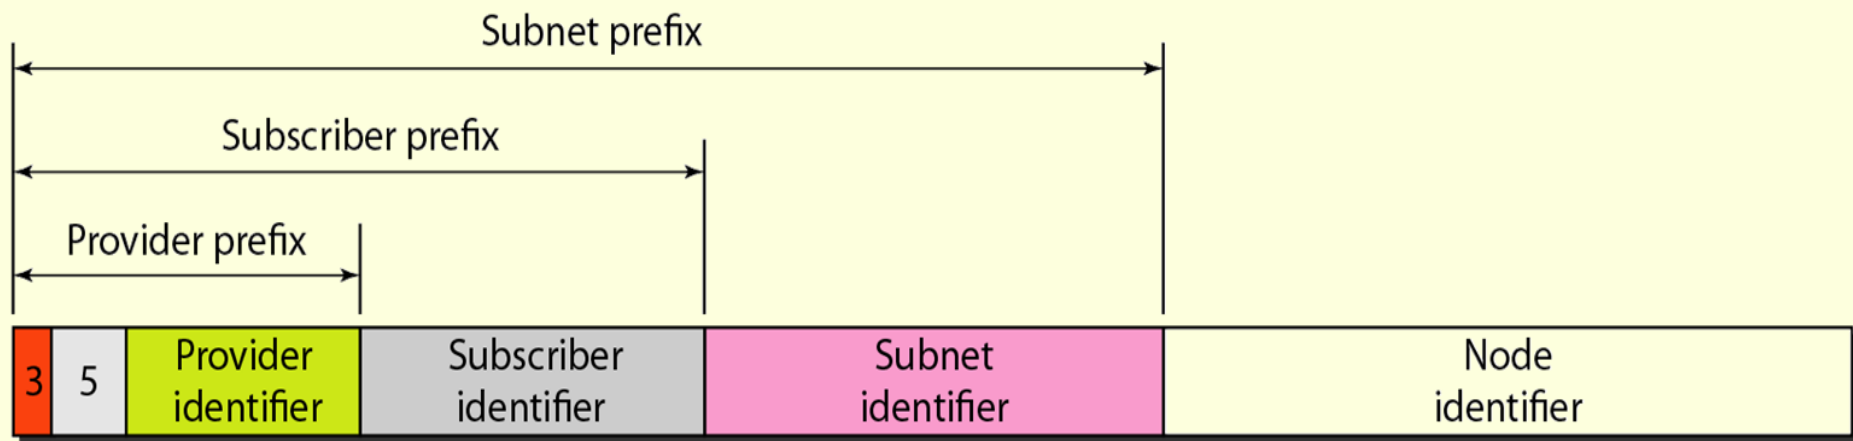 Subnet prefix
Subscriber prefix
Provider prefix
3
5
Provider
identifier
Subscriber
identifier
Subnet
identifier
Node
identifier